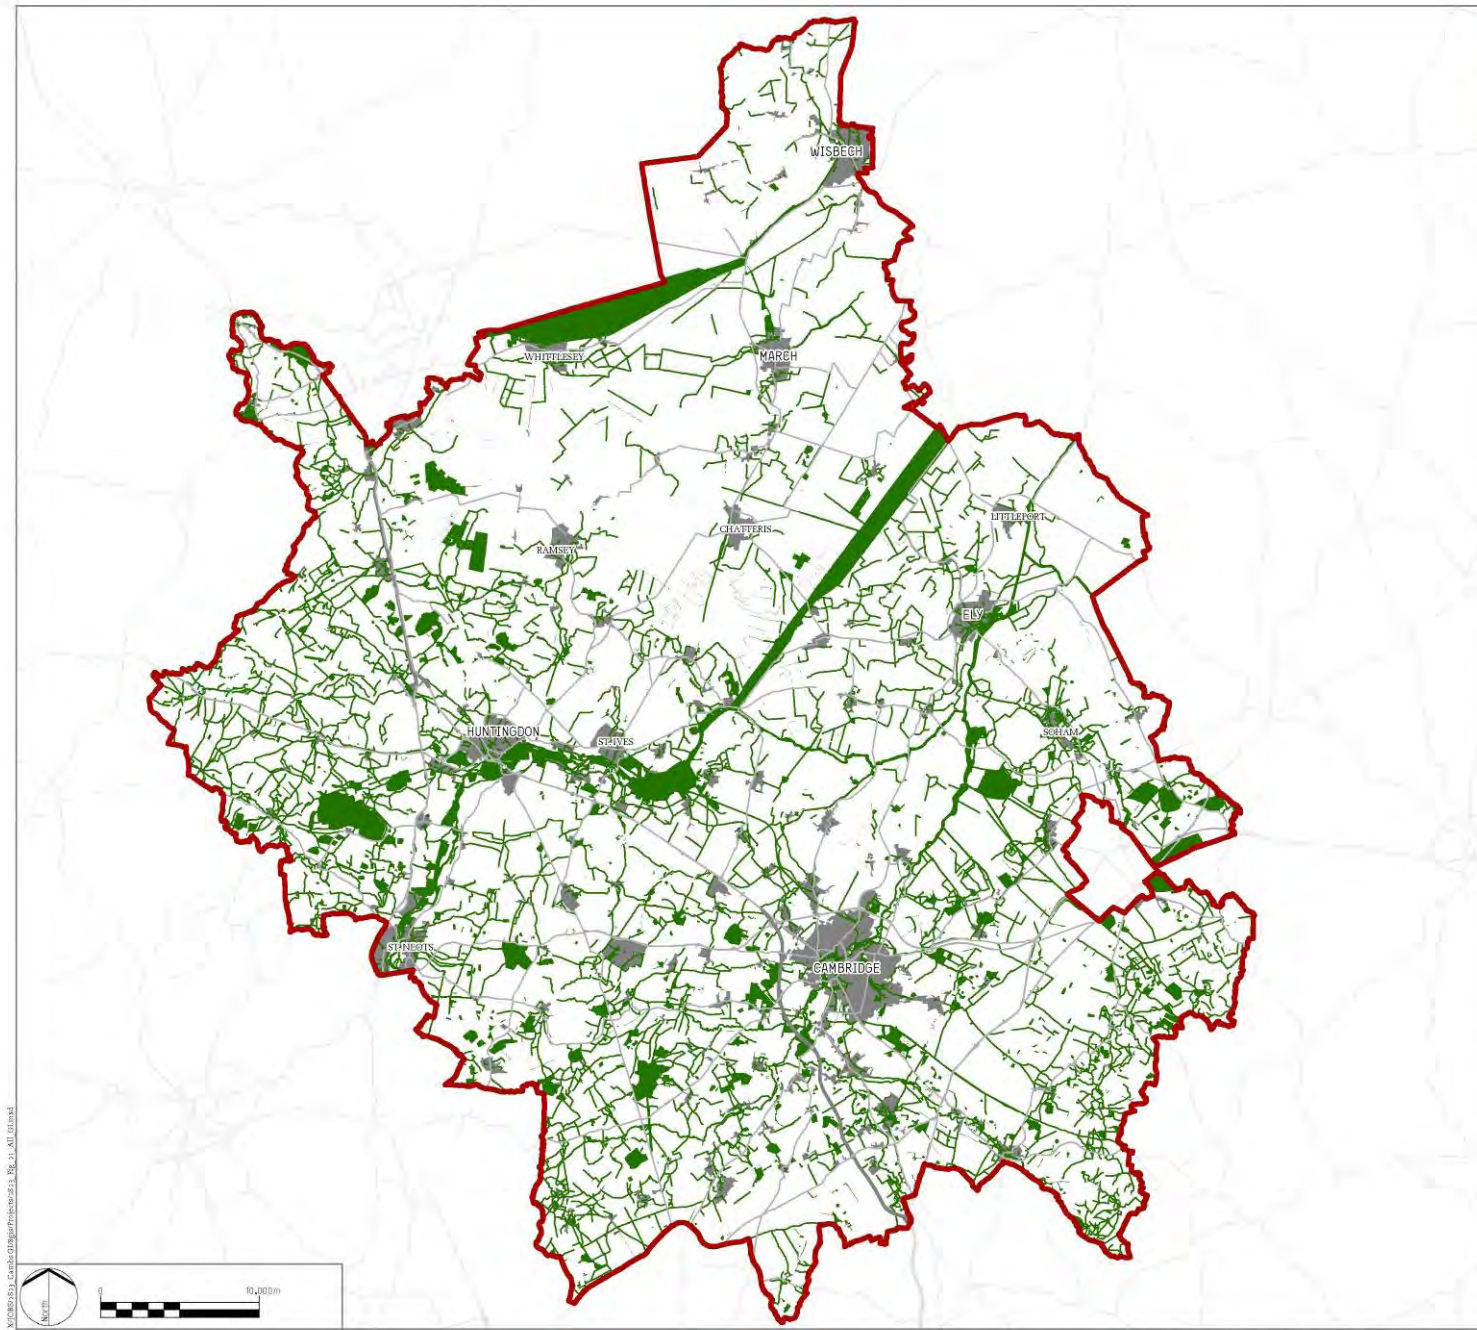 WISBECH
WHITTLESEY
MARCH
LITTLEPORT
CHATTERIS
RAMSEY
ELY
HUNTINGDON
ST IVES
SOHAM
ST NEOTS
CAMBRIDGE
North
0 10,000m